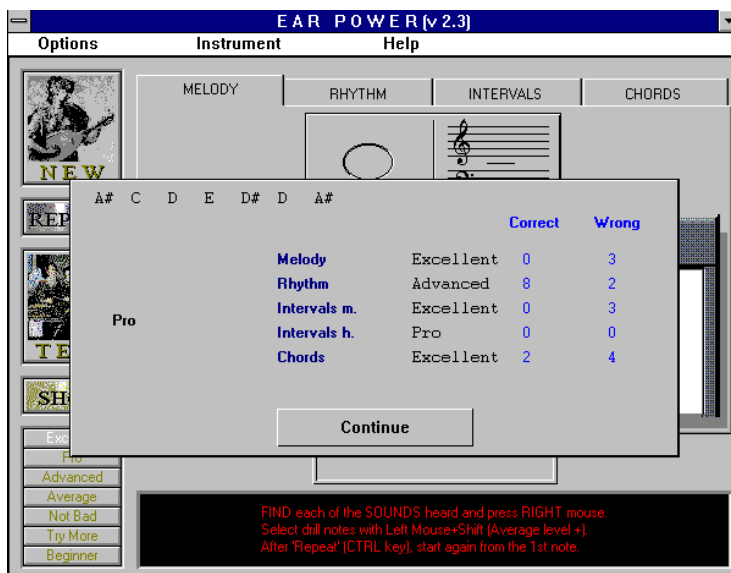 EAR POWER (v 2.3)
Options Instrument Help
MELODY RHYTHM INTERVALS CHORDS
NEW
A# C D E D# D A#
Correct Wrong
Melody Excellent 0 3
Rhythm Advanced 8 2
Intervals m. Excellent 0 3
Pro
Intervals h. Pro 0 0
Chords Excellent 2 4
Continue
Advanced
Average
Not Bad
Try More
Beginner
FIND each of the SOUNDS heard and press RIGHT mouse.
Select drill notes with Left Mouse+Shift (Average level +).
After 'Repeat' (CTRL key), start again from the 1st note.